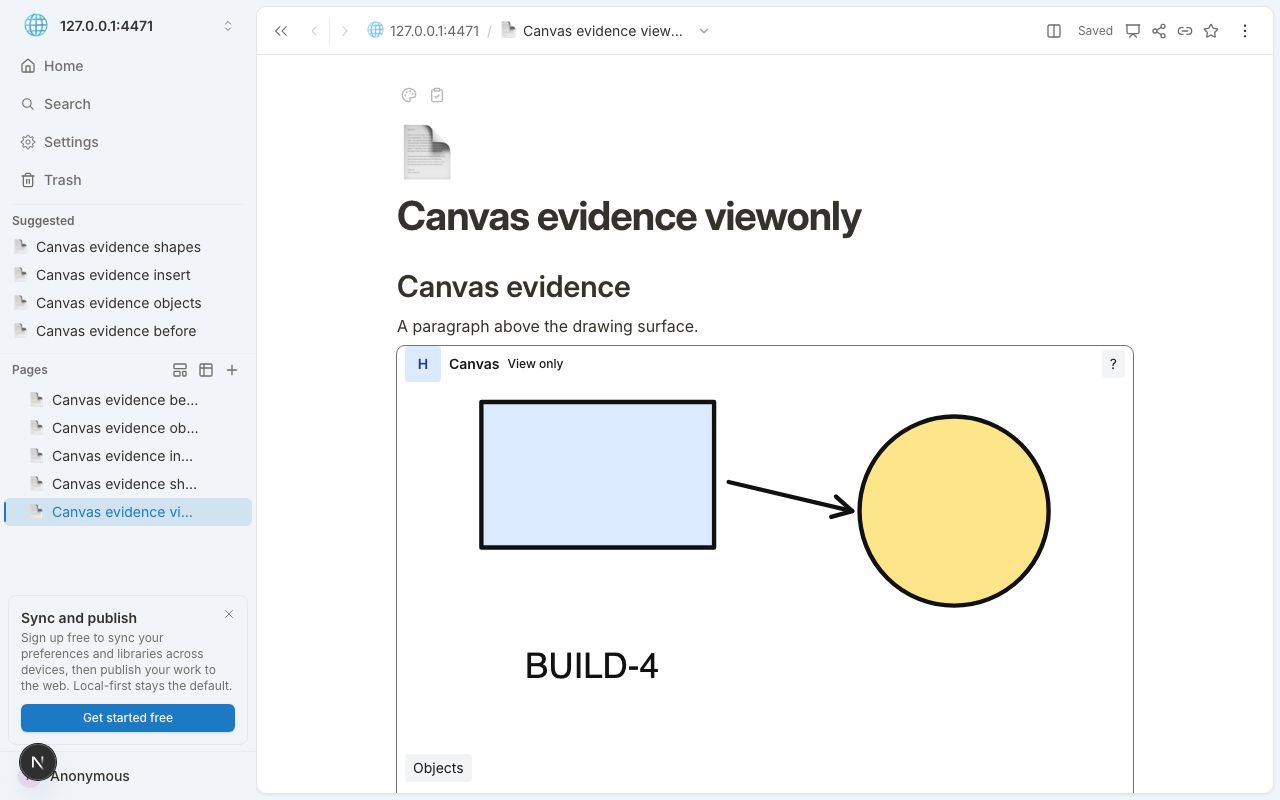 127.0.0.1:4471
Home
Search
Settings
Trash
Suggested
Canvas evidence shapes
Canvas evidence insert
Canvas evidence objects
Canvas evidence before
Pages
Canvas evidence be...
Canvas evidence ob...
Canvas evidence in...
Canvas evidence sh...
Canvas evidence vi...
Sync and publish
Sign up free to sync your
preferences and libraries across
devices, then publish your work to
the web. Local-first stays the default.
Get started free
N
Anonymous
127.0.0.1:4471 / Canvas evidence view...
Saved
Canvas evidence viewonly
Canvas evidence
A paragraph above the drawing surface.
H Canvas View only ?
BUILD-4
Objects